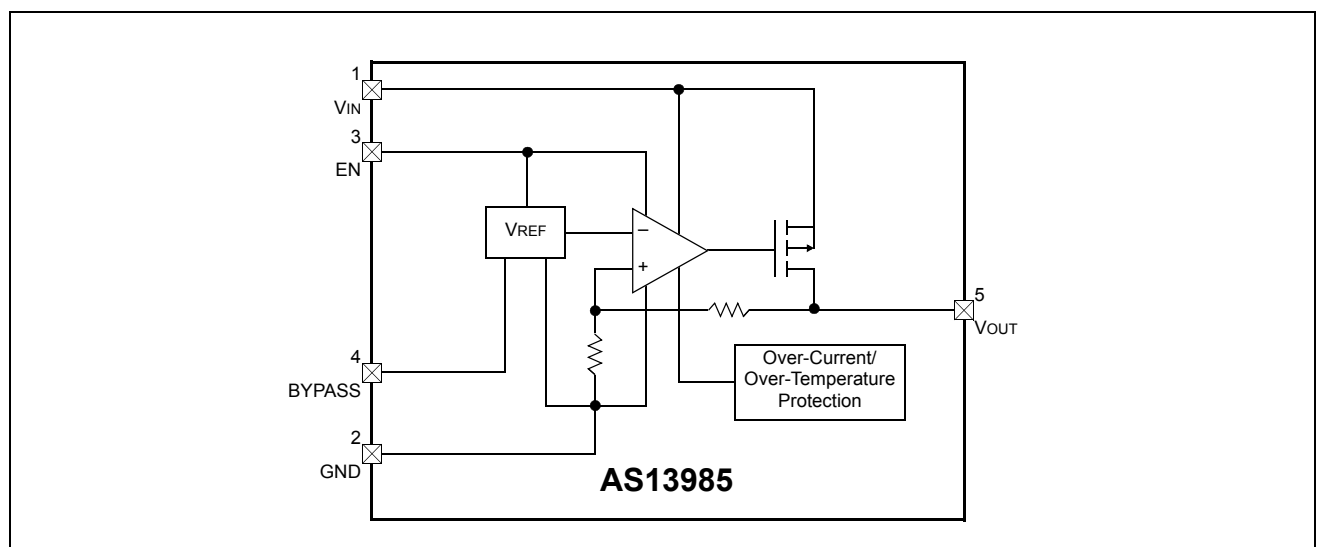 1
VIN
3
EN
VREF
–
+
5
VOUT
4
BYPASS
Over-Current/
Over-Temperature
Protection
2
GND
AS13985